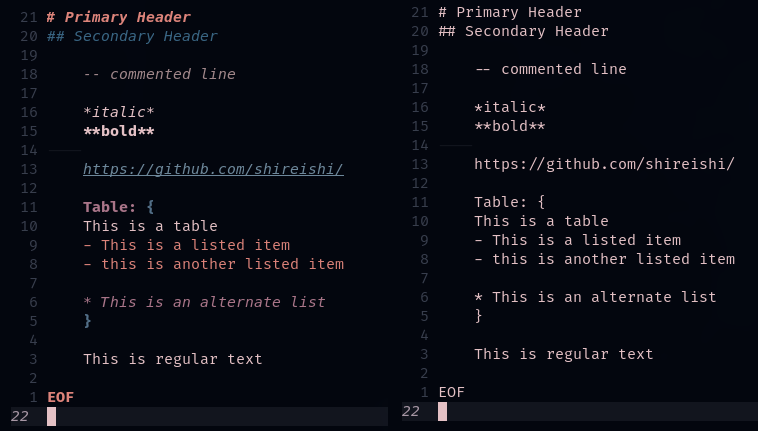 21 # Primary Header
20 ## Secondary Header
19
18 -- commented line
17
16 *italic*
15 **bold**
14
13 https://github.com/shireishi/
12
11 Table: {
10 This is a table
9 - This is a listed item
8 - this is another listed item
7
6 * This is an alternate list
5 }
4
3 This is regular text
2
1 EOF
22
21 # Primary Header
20 ## Secondary Header
19
18 -- commented line
17
16 *italic*
15 **bold**
14
13 https://github.com/shireishi/
12
11 Table: {
10 This is a table
9 - This is a listed item
8 - this is another listed item
7
6 * This is an alternate list
5 }
4
3 This is regular text
2
1 EOF
22